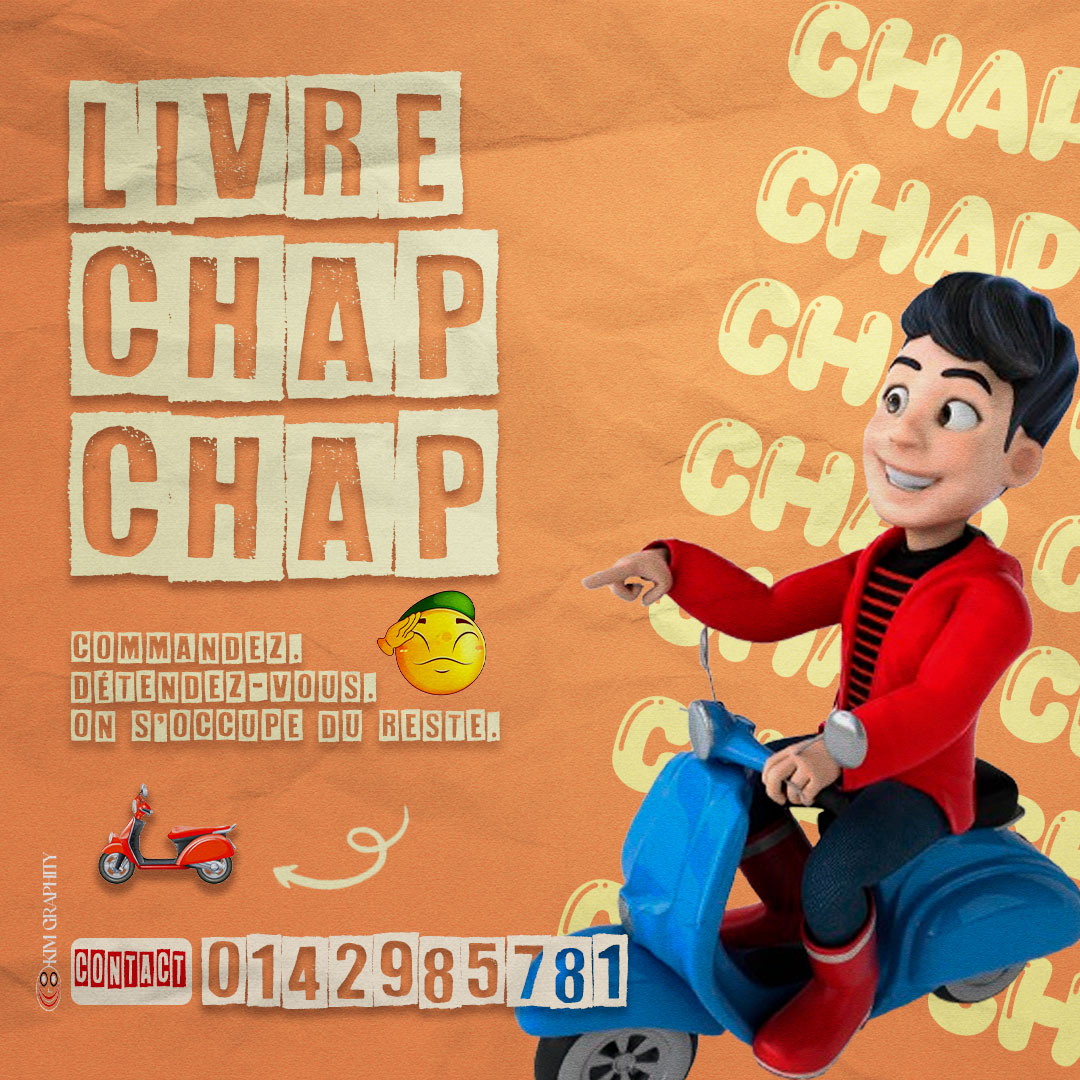 LIVRE
CHAP
CHAP
COMMANDEZ.
DÉTENDEZ-VOUS.
ON S'OCCUPE DU RESTE.
CONTACT 0142985781
KIM GRAPHITY
CHAP
CHAP
CHAP
CHAP